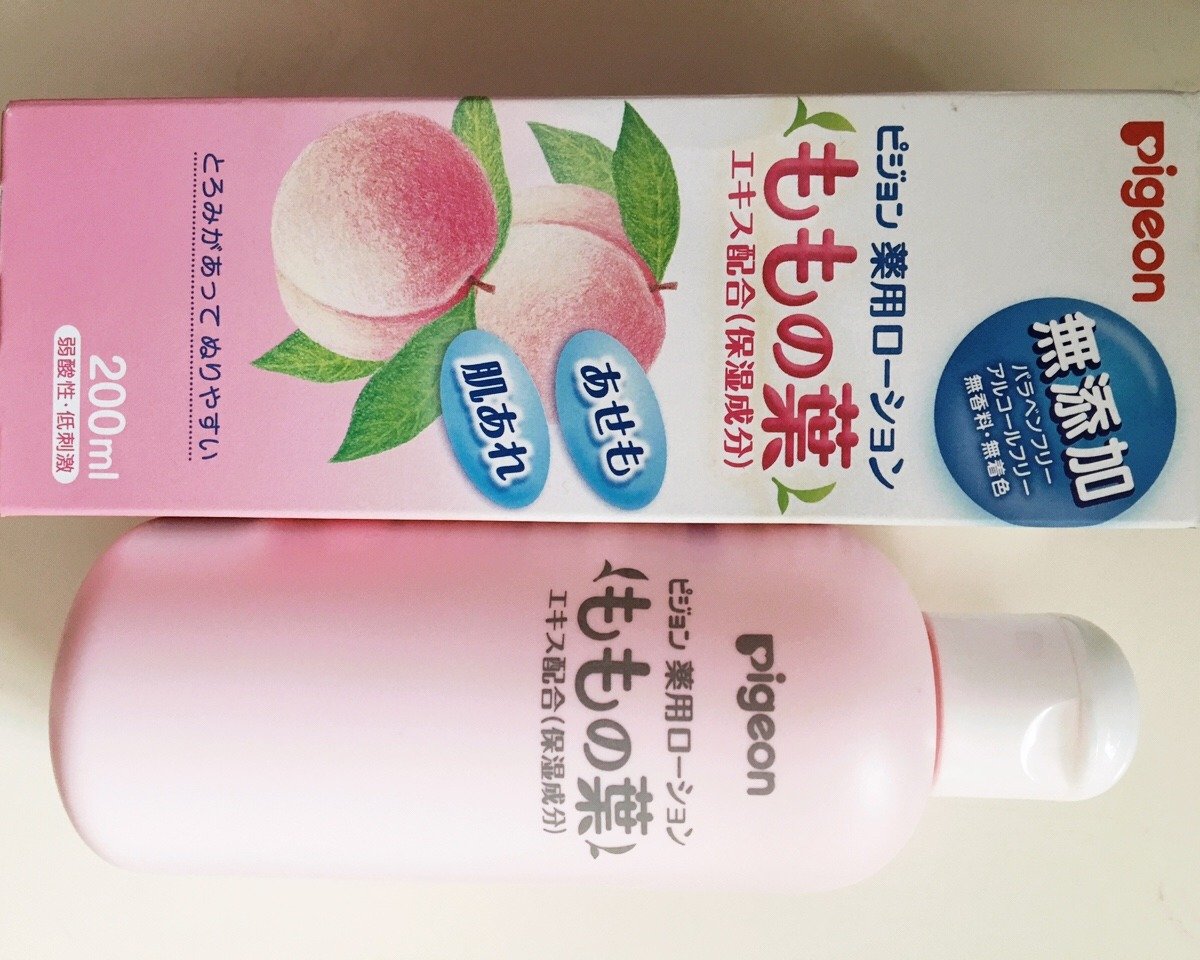 Pigeon
無添加
パラベンフリー
アルコールフリー
無香料・無着色
ピジョン 薬用ローション
ももの葉
エキス配合(保湿成分)
あせも
肌あれ
とろみがあって ぬりやすい
200ml
弱酸性・低刺激
Pigeon
ピジョン 薬用ローション
ももの葉
エキス配合(保湿成分)